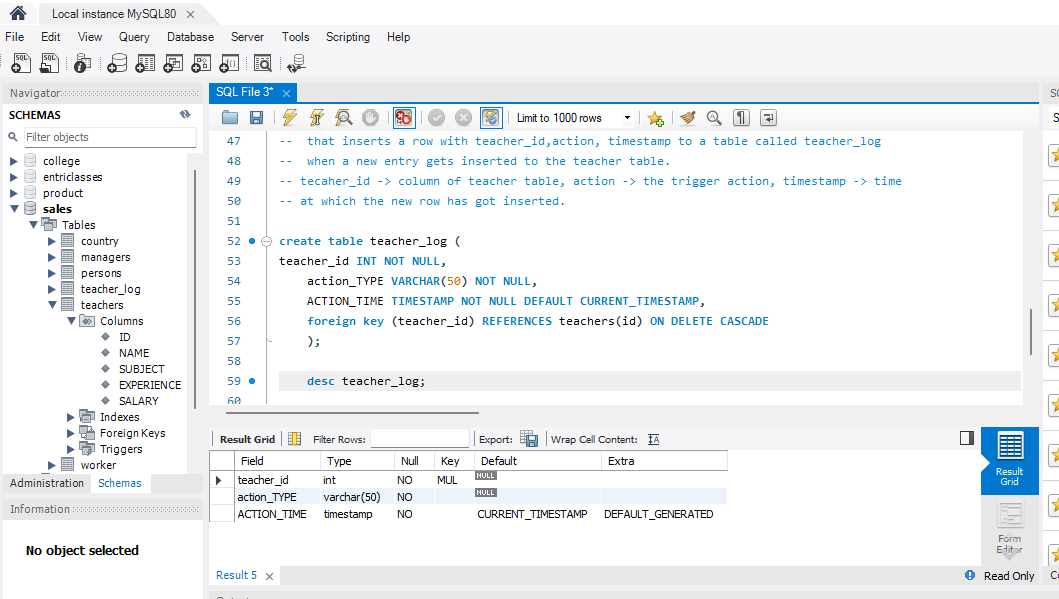 Local instance MySQL80
File Edit View Query Database Server Tools Scripting Help
Navigator
SCHEMAS
Filter objects
college
entriclasses
product
sales
Tables
country
managers
persons
teacher_log
teachers
Columns
ID
NAME
SUBJECT
EXPERIENCE
SALARY
Indexes
Foreign Keys
Triggers
worker
Administration Schemas
Information
No object selected
SQL File 3*
Limit to 1000 rows
47 -- that inserts a row with teacher_id,action, timestamp to a table called teacher_log
48 -- when a new entry gets inserted to the teacher table.
49 -- tecaher_id -> column of teacher table, action -> the trigger action, timestamp -> time
50 -- at which the new row has got inserted.
51
52 create table teacher_log (
53 teacher_id INT NOT NULL,
54 action_TYPE VARCHAR(50) NOT NULL,
55 ACTION_TIME TIMESTAMP NOT NULL DEFAULT CURRENT_TIMESTAMP,
56 foreign key (teacher_id) REFERENCES teachers(id) ON DELETE CASCADE
57 );
58
59 desc teacher_log;
60
Result Grid Filter Rows: Export: Wrap Cell Content:
Field Type Null Key Default Extra
teacher_id int NO MUL NULL
action_TYPE varchar(50) NO NULL
ACTION_TIME timestamp NO CURRENT_TIMESTAMP DEFAULT_GENERATED
Result
Grid
Form
Editor
Result 5
Read Only